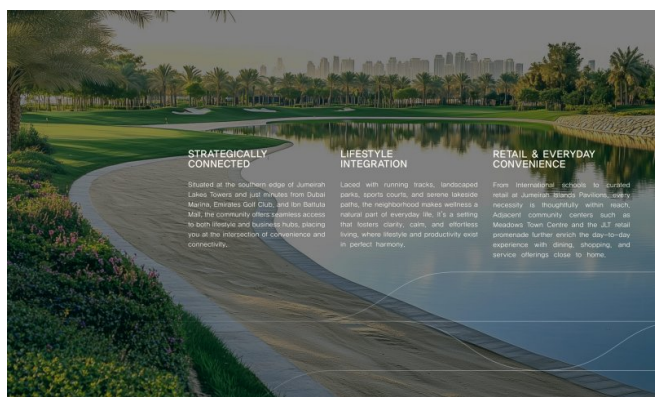 STRATEGICALLY
CONNECTED
Situated at the southern edge of Jumeirah
Lakes Towers and just minutes from Dubai
Marina, Emirates Golf Club, and Ibn Battuta
Mall, the community offers seamless access
to both lifestyle and business hubs, placing
you at the intersection of convenience and
connectivity.
LIFESTYLE
INTEGRATION
Laced with running tracks, landscaped
parks, sports courts, and serene lakeside
paths, the neighborhood makes wellness a
natural part of everyday life. It's a setting
that fosters clarity, calm, and effortless
living, where lifestyle and productivity exist
in perfect harmony.
RETAIL & EVERYDAY
CONVENIENCE
From international schools to curated
retail at Jumeirah Islands Pavilions, every
necessity is thoughtfully within reach.
Adjacent community centers such as
Meadows Town Centre and the JLT retail
promenade further enrich the day-to-day
experience with dining, shopping, and
service offerings close to home.